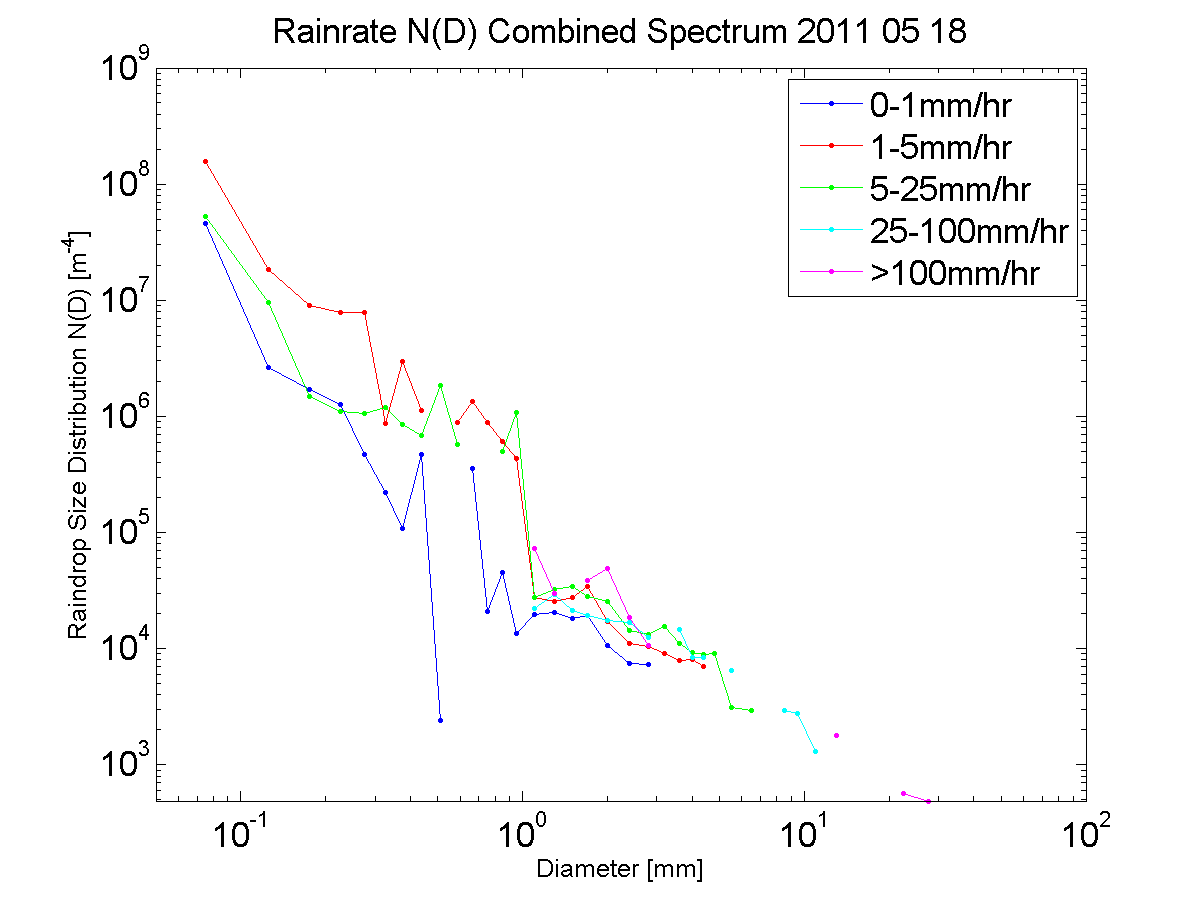 Rainrate N(D) Combined Spectrum 2011 05 18
10^9
10^8
10^7
10^6
10^5
10^4
10^3
Raindrop Size Distribution N(D) [m^-4]
0-1mm/hr
1-5mm/hr
5-25mm/hr
25-100mm/hr
>100mm/hr
10^-1
10^0
10^1
10^2
Diameter [mm]